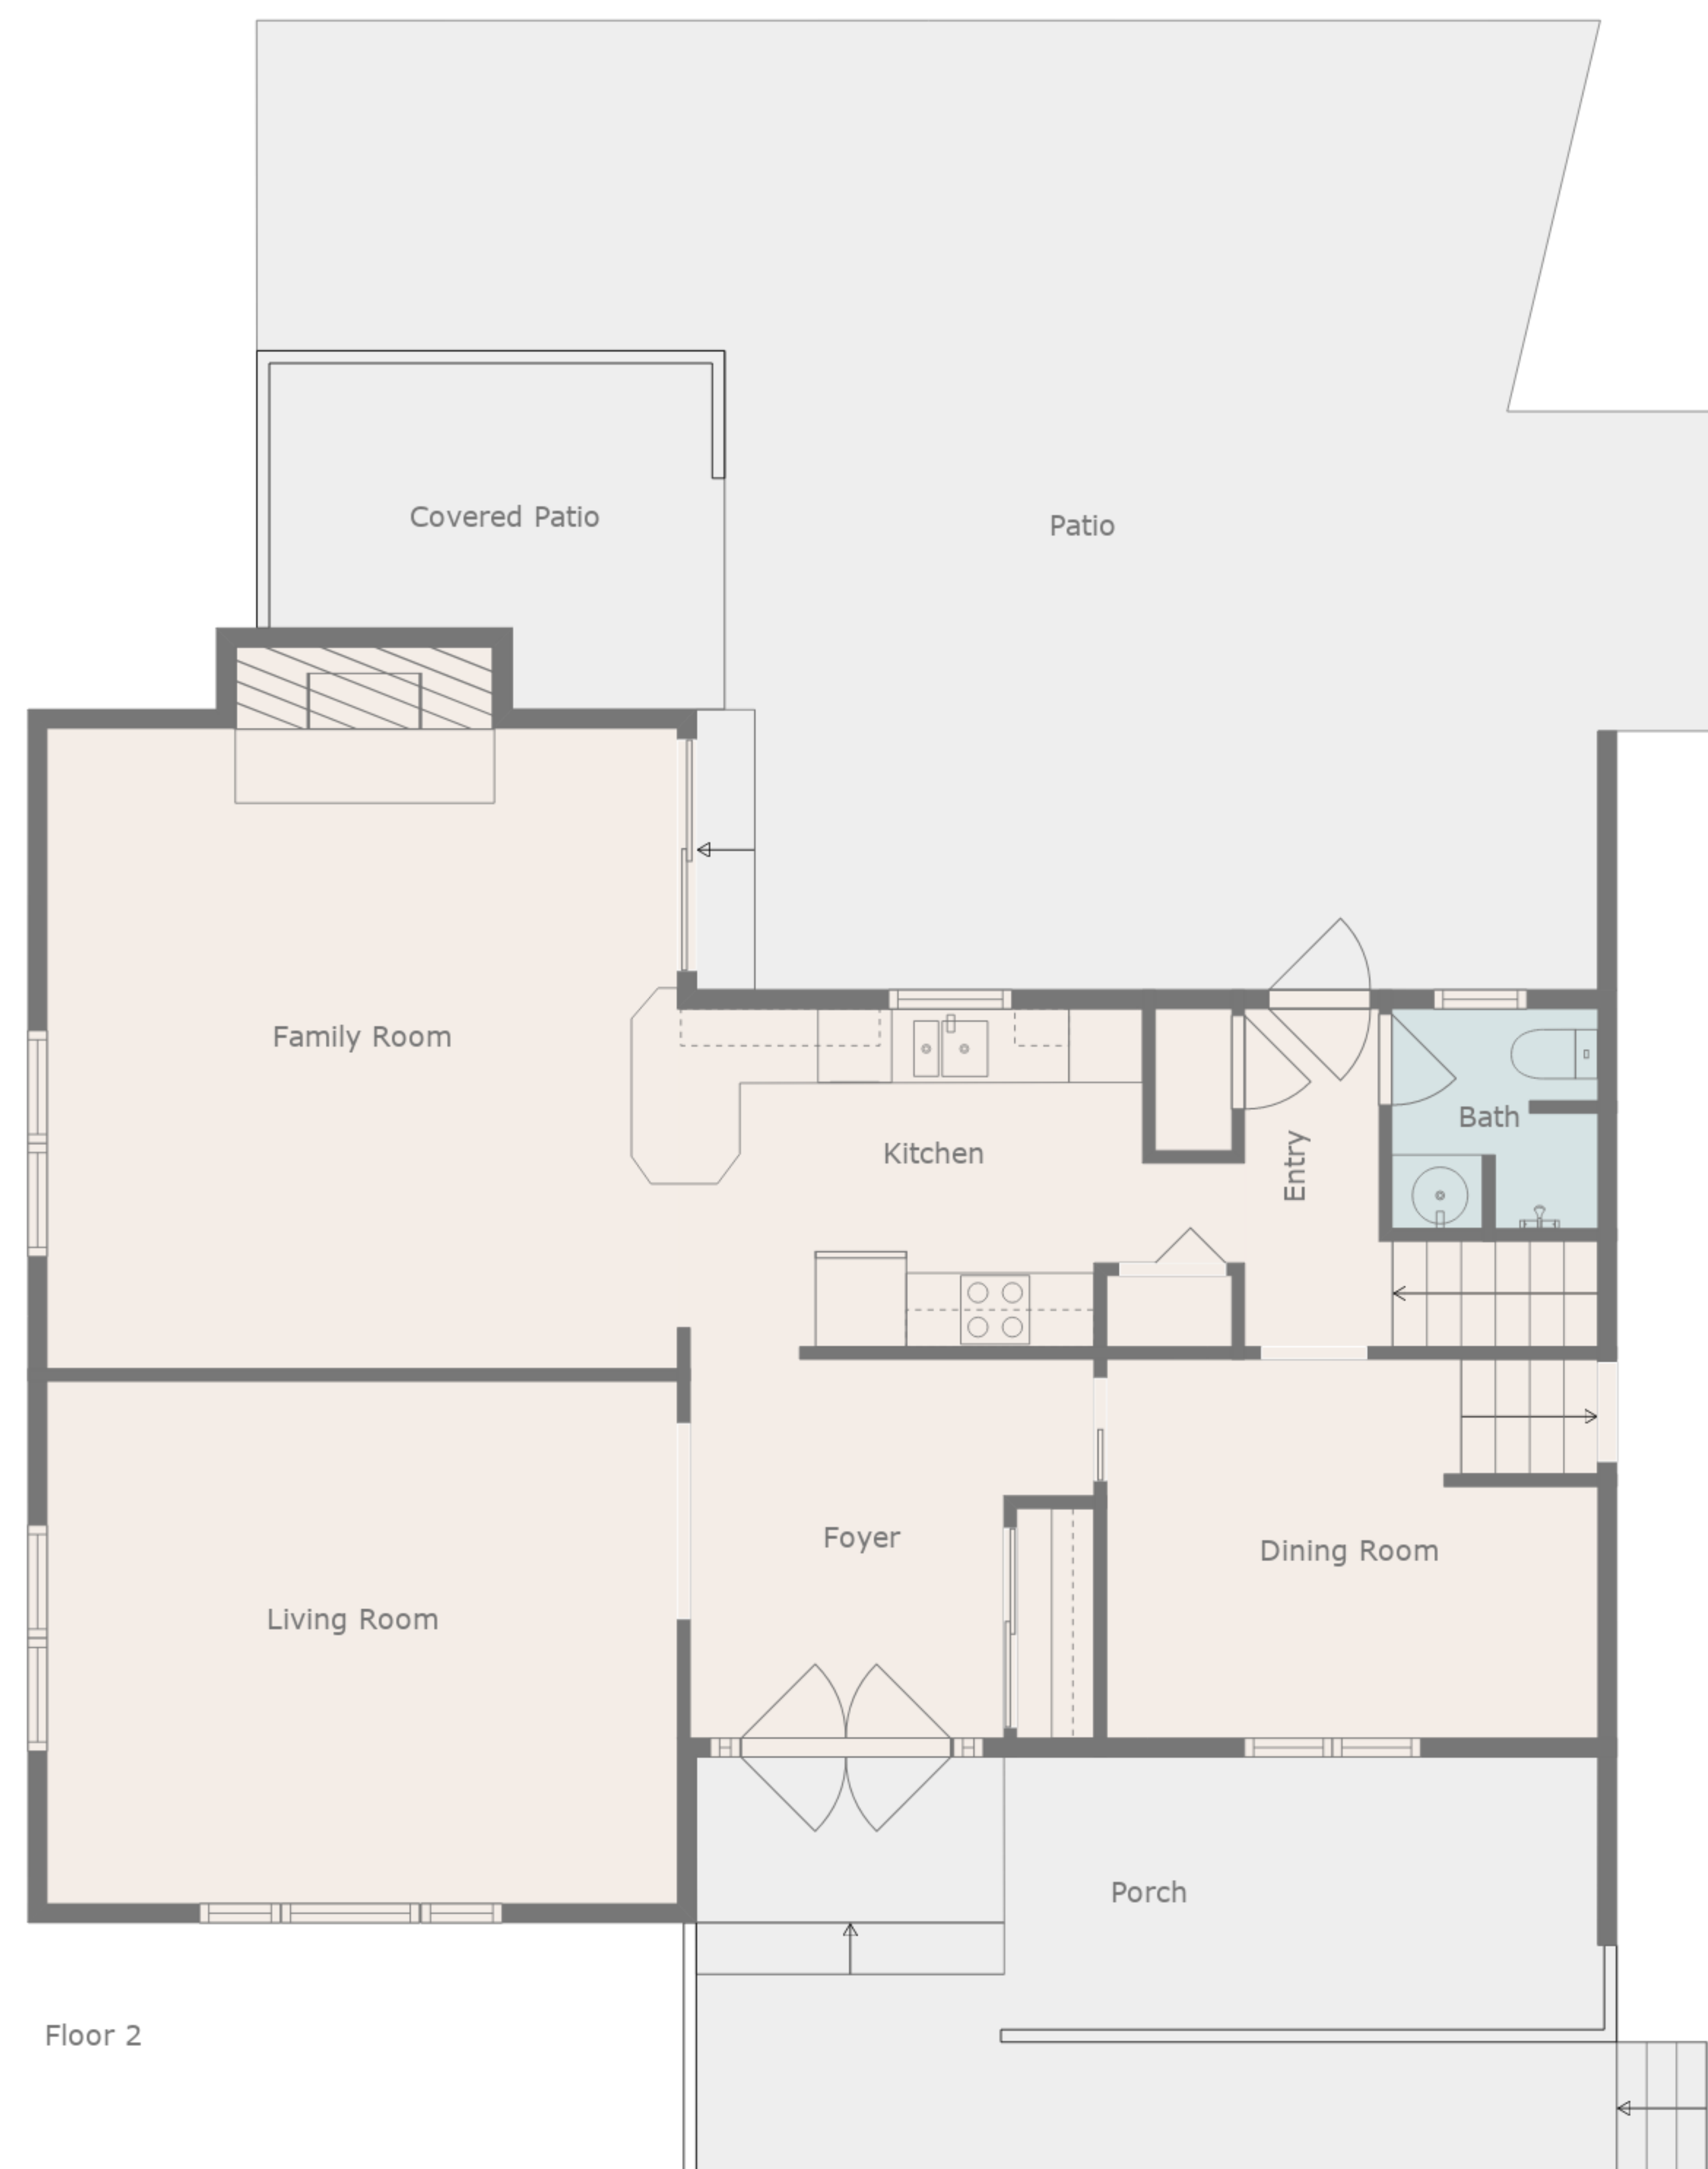 Covered Patio
Patio
Family Room
Kitchen
Entry
Bath
Foyer
Dining Room
Living Room
Porch
Floor 2